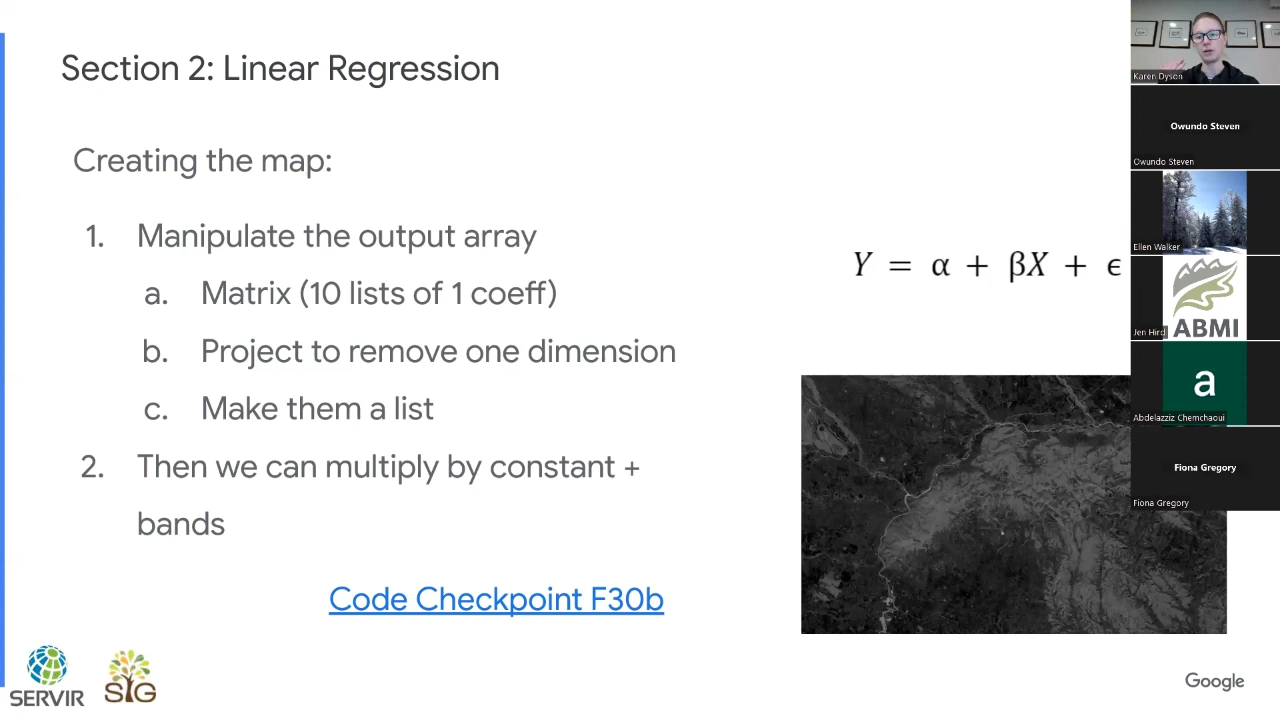 Section 2: Linear Regression
Creating the map:
1. Manipulate the output array
a. Matrix (10 lists of 1 coeff)
b. Project to remove one dimension
c. Make them a list
2. Then we can multiply by constant +
bands
Code Checkpoint F30b
Y = α + βX + ϵ
SERVIR
SIG
Google
Karen Dyson
Owundo Steven
Owundo Steven
Ellen Walker
ABMI
Jen Hird
a
Abdelazziz Chemchaoui
Fiona Gregory
Fiona Gregory